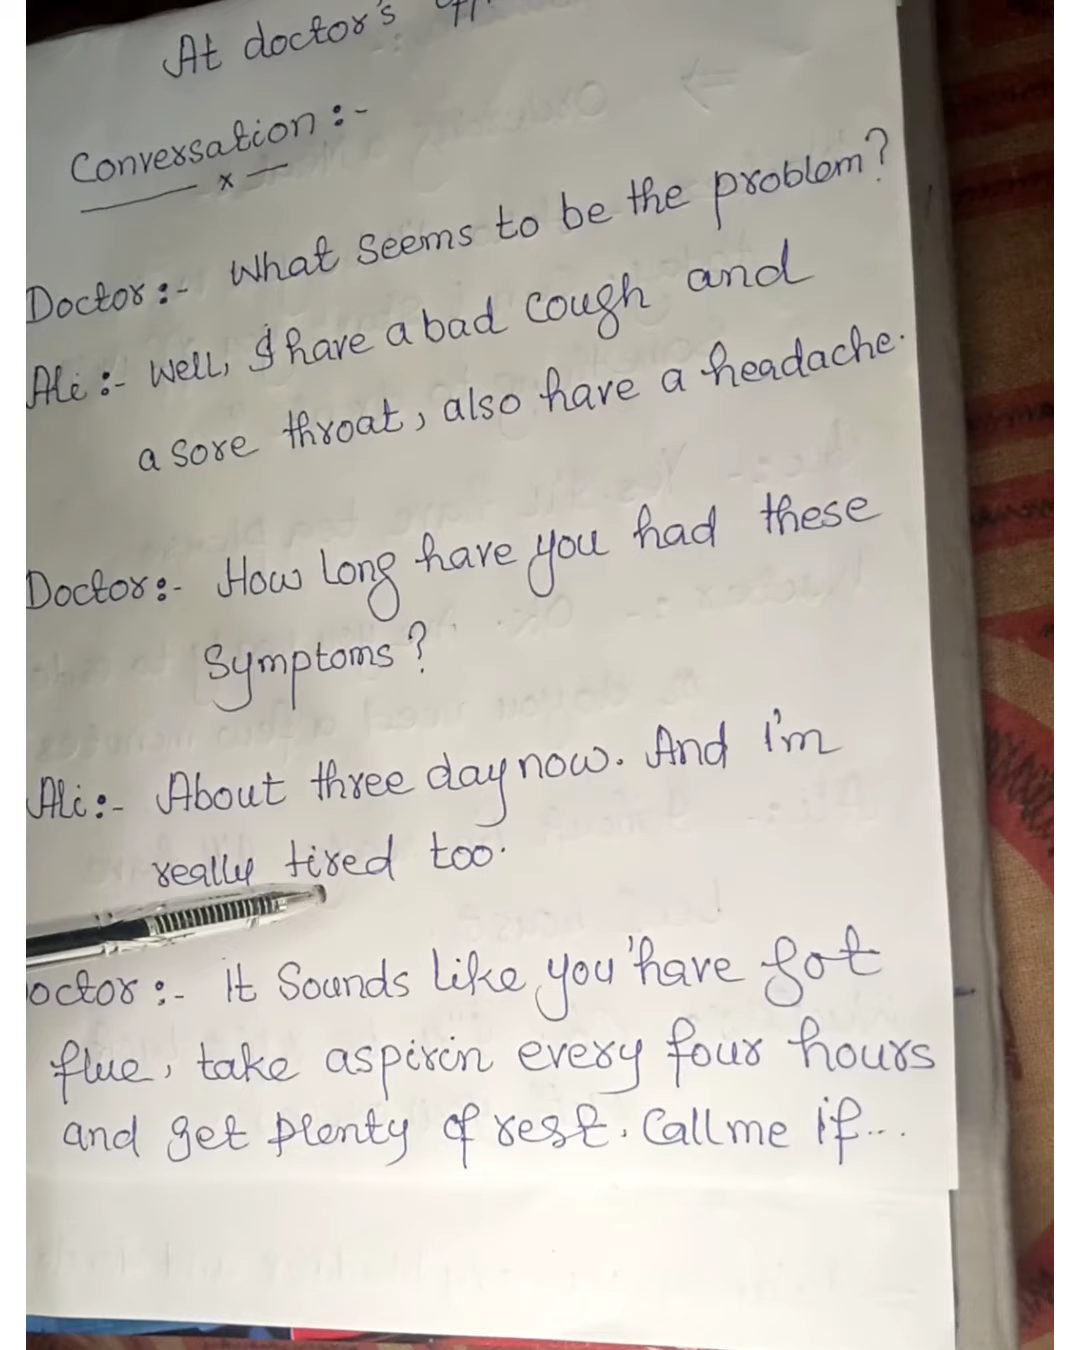 At doctor's
Conversation :-
x
Doctor :- What seems to be the problem?
Ali :- Well, I have a bad cough and
a sore throat, also have a headache.
Doctor :- How long have you had these
Symptoms?
Ali :- About three day now. And I'm
really tired too.
octor :- it Sounds like you'have got
flue, take aspirin every four hours
and get plenty of rest. Call me if...